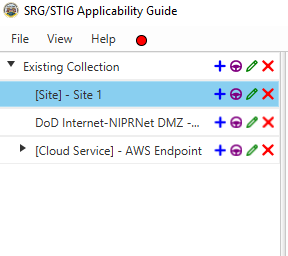 SRG/STIG Applicability Guide
File View Help
Existing Collection
[Site] - Site 1
DoD Internet-NIPRNet DMZ -...
[Cloud Service] - AWS Endpoint